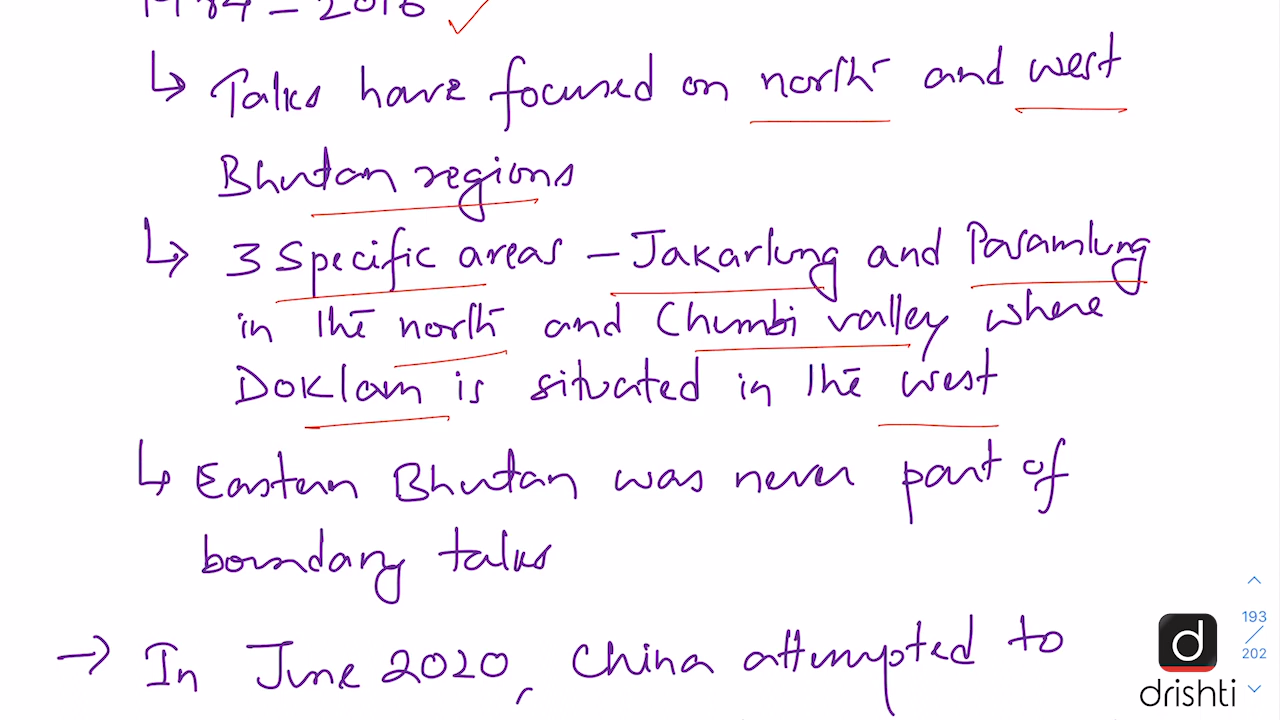 1984 - 2016 ✓
↳ Talks have focused on north and west
Bhutan regions
↳ 3 Specific areas - Jakarlung and Pasamlung
in the north and Chumbi valley where
Doklam is situated in the west
↳ Eastern Bhutan was never part of
boundary talks
→ In June 2020, China attempted to
193
202
d
drishti